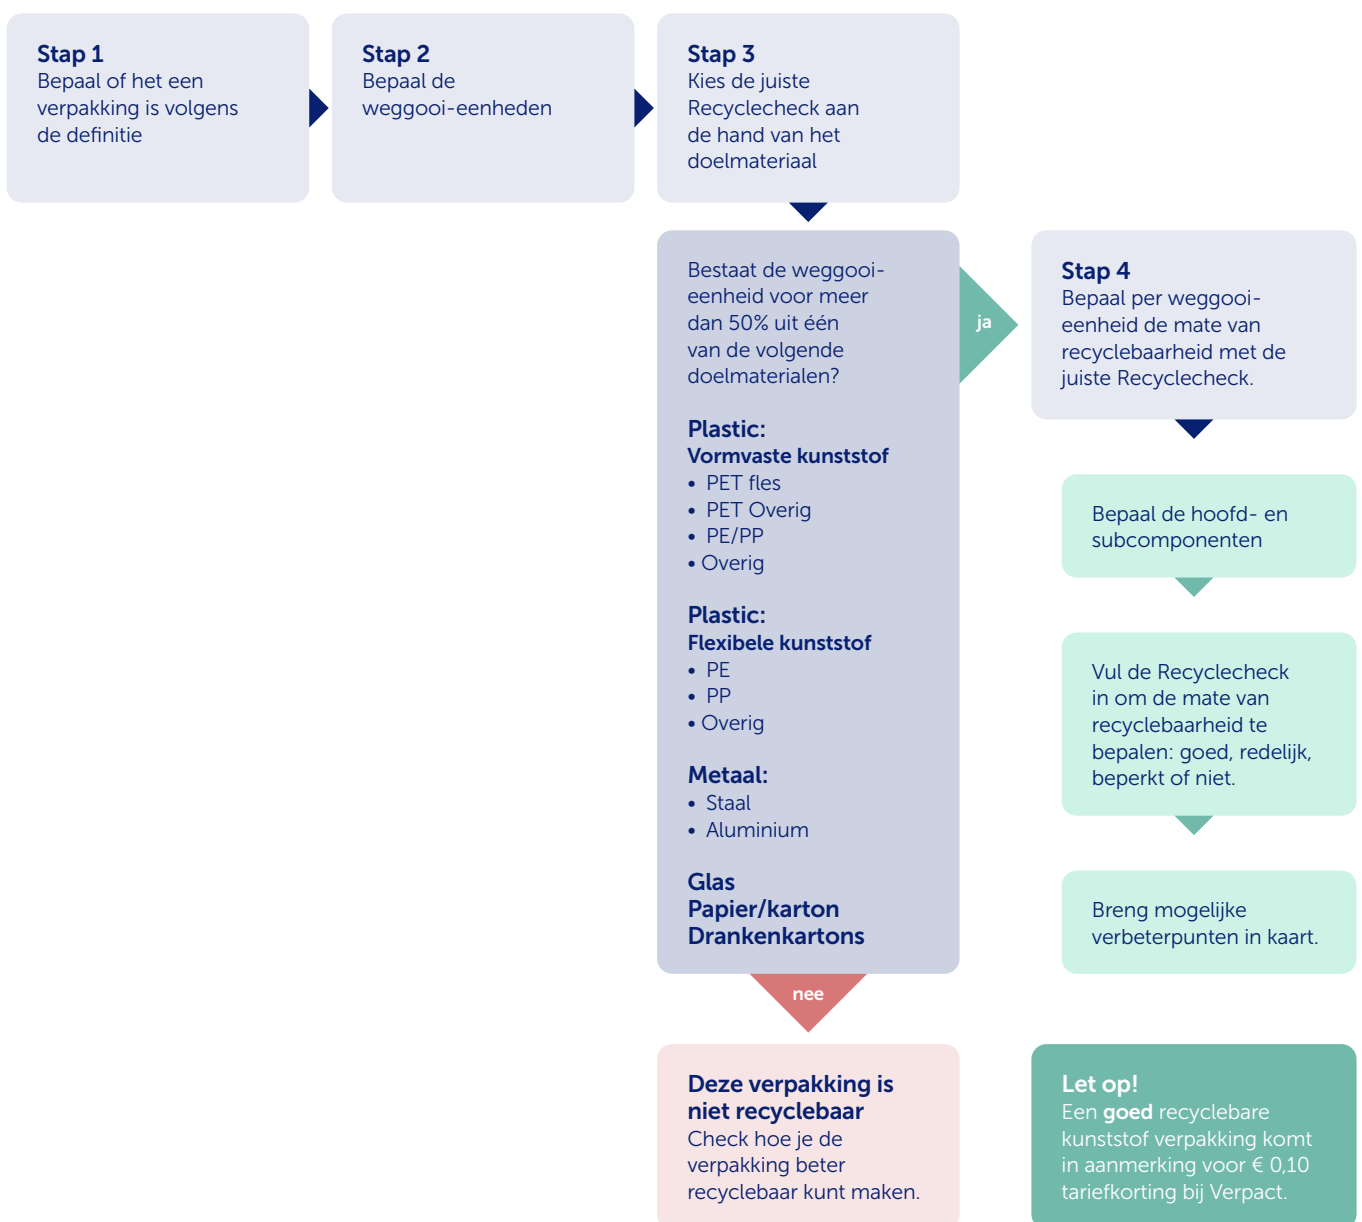 Stap 1
Bepaal of het een
verpakking is volgens
de definitie
Stap 2
Bepaal de
weggooi-eenheden
Stap 3
Kies de juiste
Recyclecheck aan
de hand van het
doelmateriaal
Bestaat de weggooi-
eenheid voor meer
dan 50% uit één
van de volgende
doelmaterialen?
Plastic:
Vormvaste kunststof
• PET fles
• PET Overig
• PE/PP
• Overig
Plastic:
Flexibele kunststof
• PE
• PP
• Overig
Metaal:
• Staal
• Aluminium
Glas
Papier/karton
Drankenkartons
ja
Stap 4
Bepaal per weggooi-
eenheid de mate van
recyclebaarheid met de
juiste Recyclecheck.
Bepaal de hoofd- en
subcomponenten
Vul de Recyclecheck
in om de mate van
recyclebaarheid te
bepalen: goed, redelijk,
beperkt of niet.
Breng mogelijke
verbeterpunten in kaart.
nee
Deze verpakking is
niet recyclebaar
Check hoe je de
verpakking beter
recyclebaar kunt maken.
Let op!
Een goed recyclebare
kunststof verpakking komt
in aanmerking voor € 0,10
tariefkorting bij Verpact.